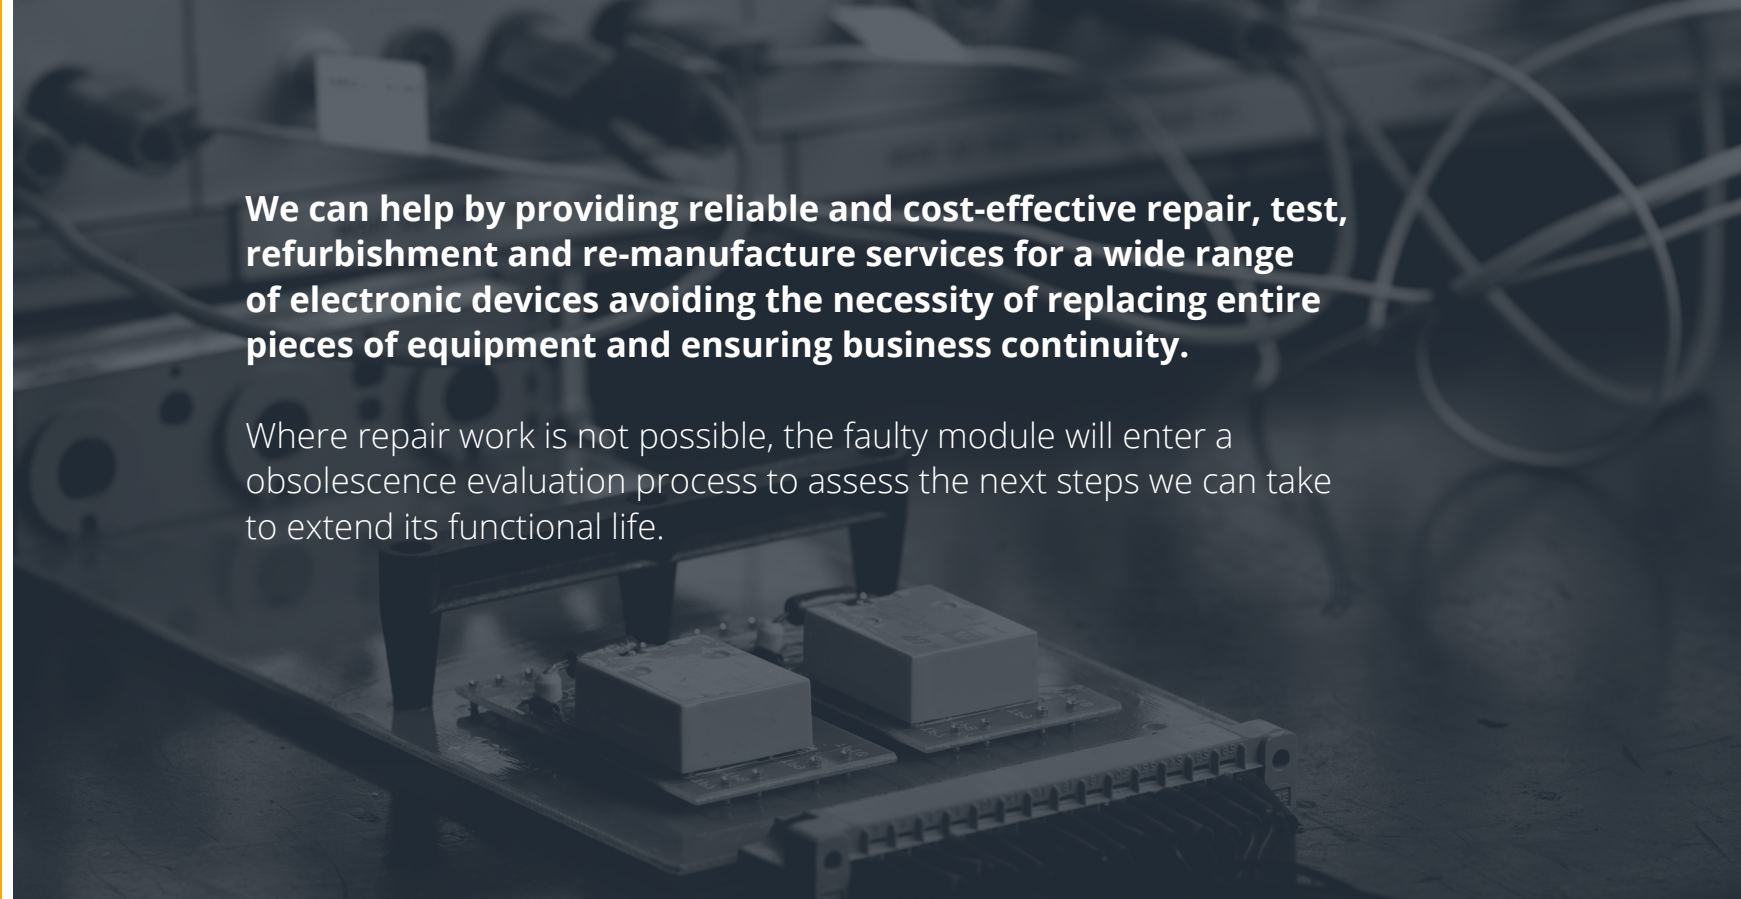 We can help by providing reliable and cost-effective repair, test,
refurbishment and re-manufacture services for a wide range
of electronic devices avoiding the necessity of replacing entire
pieces of equipment and ensuring business continuity.
Where repair work is not possible, the faulty module will enter a
obsolescence evaluation process to assess the next steps we can take
to extend its functional life.